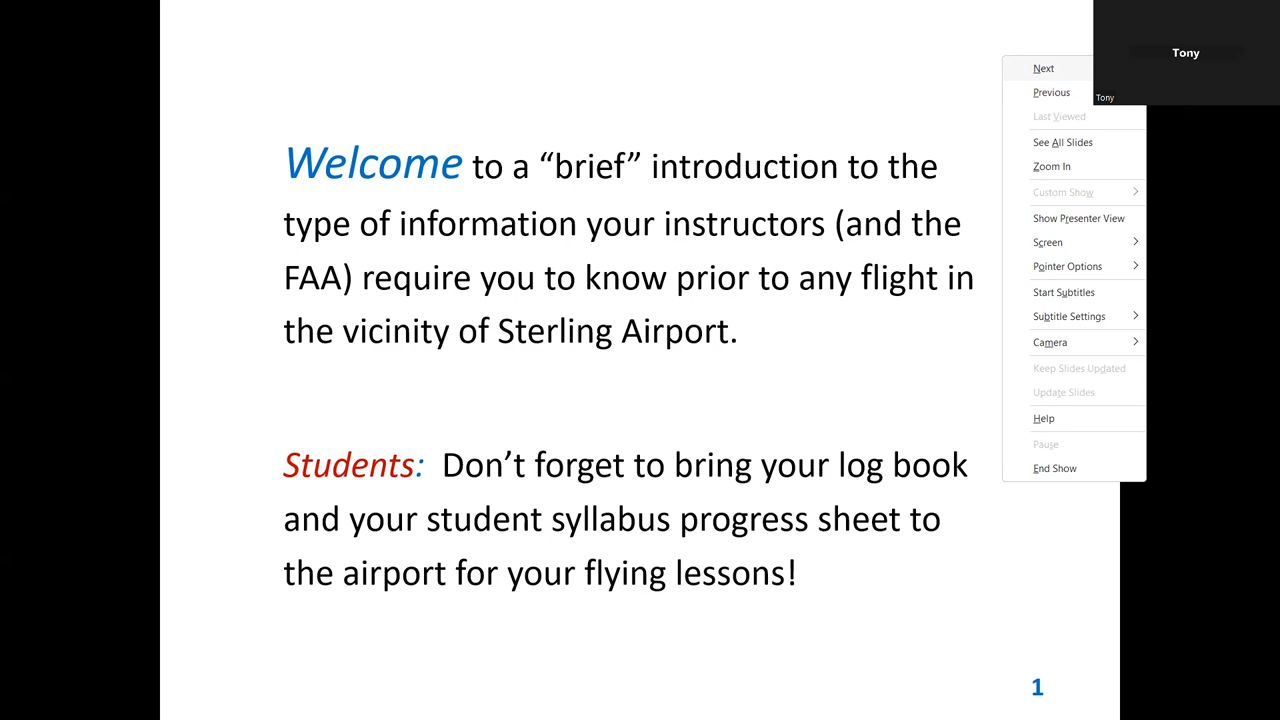 Welcome to a “brief” introduction to the
type of information your instructors (and the
FAA) require you to know prior to any flight in
the vicinity of Sterling Airport.
Students: Don’t forget to bring your log book
and your student syllabus progress sheet to
the airport for your flying lessons!
1
Next
Previous
Last Viewed
See All Slides
Zoom In
Custom Show
Show Presenter View
Screen
Pointer Options
Start Subtitles
Subtitle Settings
Camera
Keep Slides Updated
Update Slides
Help
Pause
End Show
Tony
Tony